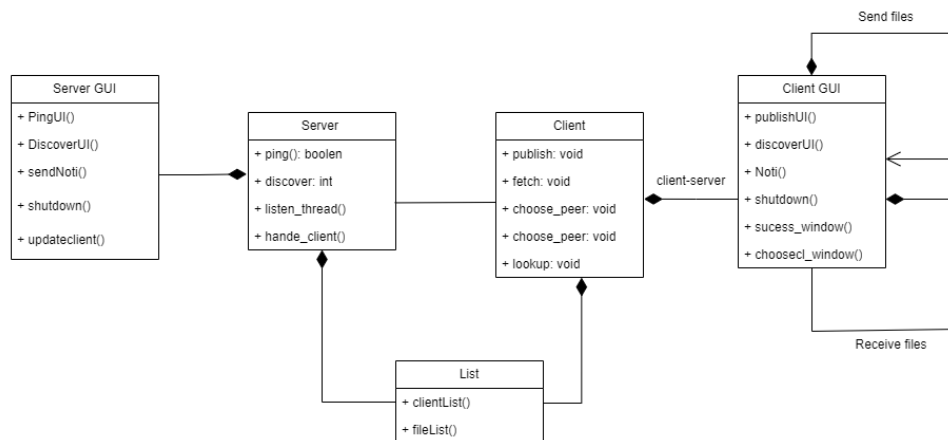 Send files
Server GUI
+ PingUI()
+ DiscoverUI()
+ sendNoti()
+ shutdown()
+ updateclient()
Server
+ ping(): boolen
+ discover: int
+ listen_thread()
+ hande_client()
Client
+ publish: void
+ fetch: void
+ choose_peer: void
+ choose_peer: void
+ lookup: void
client-server
Client GUI
+ publishUI()
+ discoverUI()
+ Noti()
+ shutdown()
+ sucess_window()
+ choosecl_window()
Receive files
List
+ clientList()
+ fileList()